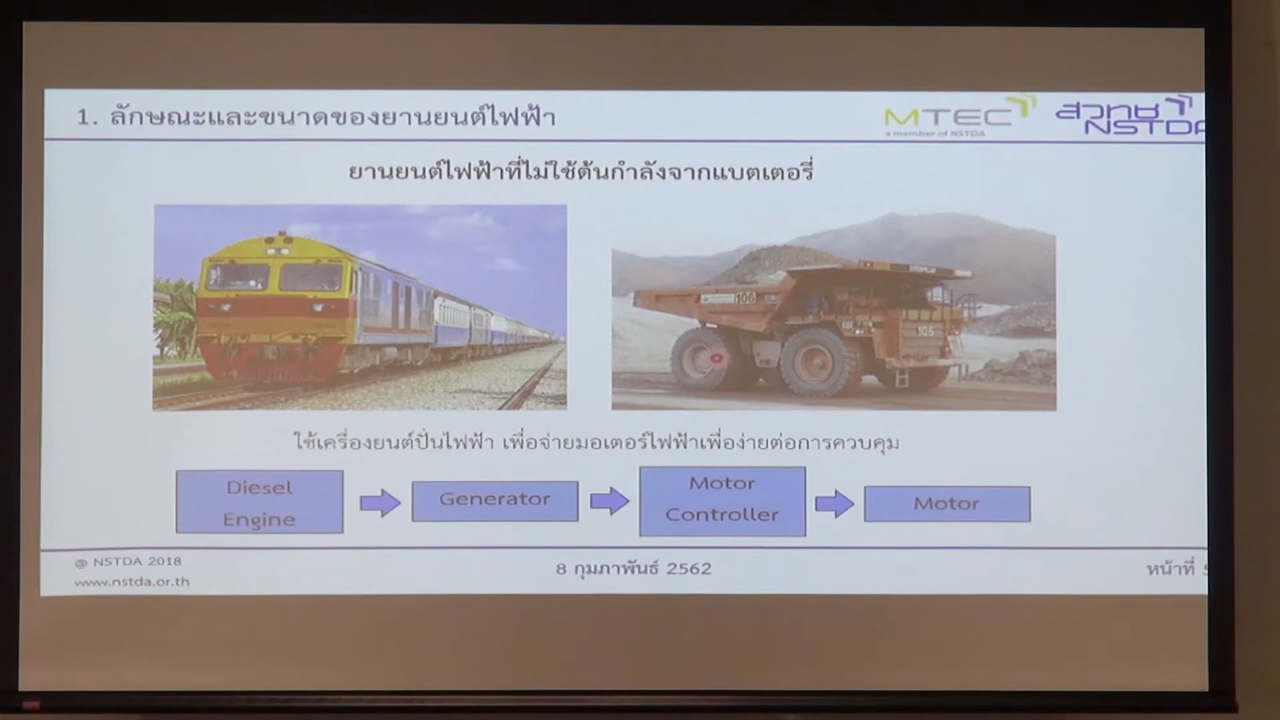 1. ลักษณะและขนาดของยานยนต์ไฟฟ้า
MTEC
a member of NSTDA
สวทช
NSTDA
ยานยนต์ไฟฟ้าที่ไม่ใช้ต้นกำลังจากแบตเตอรี่
106
106
ใช้เครื่องยนต์ปั่นไฟฟ้า เพื่อจ่ายมอเตอร์ไฟฟ้าเพื่อง่ายต่อการควบคุม
Diesel
Engine
Generator
Motor
Controller
Motor
@ NSTDA 2018
www.nstda.or.th
8 กุมภาพันธ์ 2562
หน้าที่